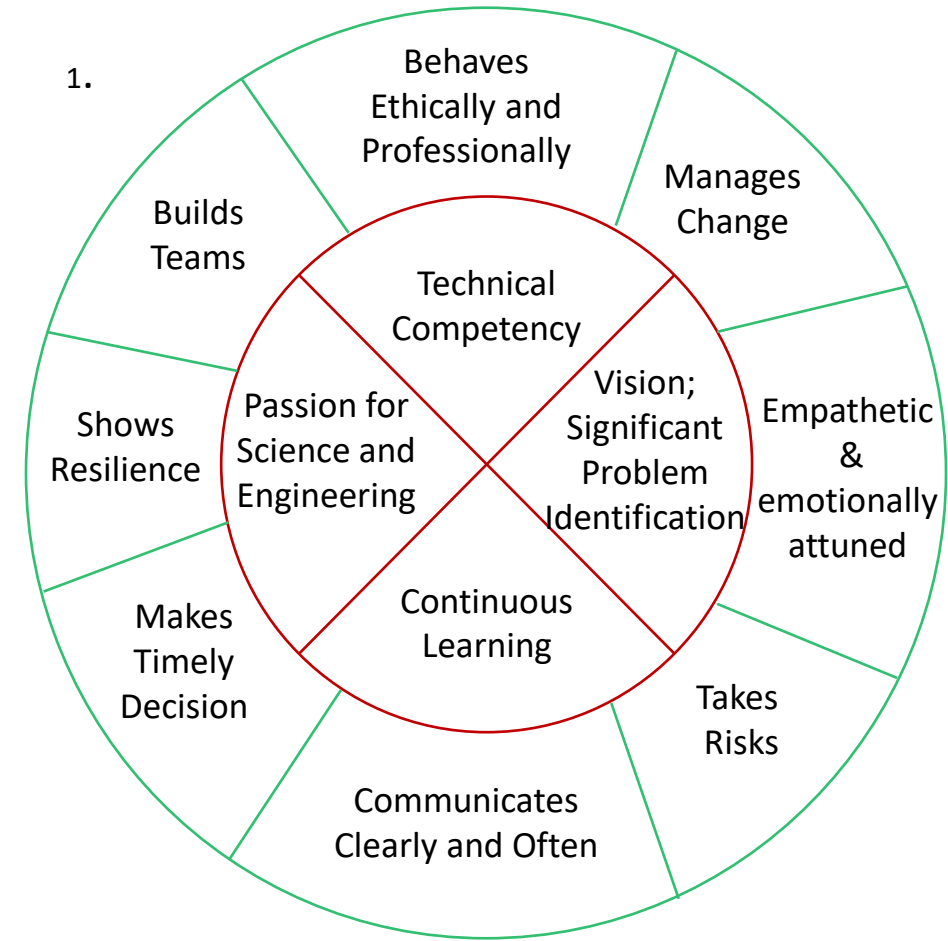 1.
Behaves
Ethically and
Professionally
Manages
Change
Empathetic
&
emotionally
attuned
Takes
Risks
Communicates
Clearly and Often
Makes
Timely
Decision
Shows
Resilience
Builds
Teams
Technical
Competency
Vision;
Significant
Problem
Identification
Continuous
Learning
Passion for
Science and
Engineering